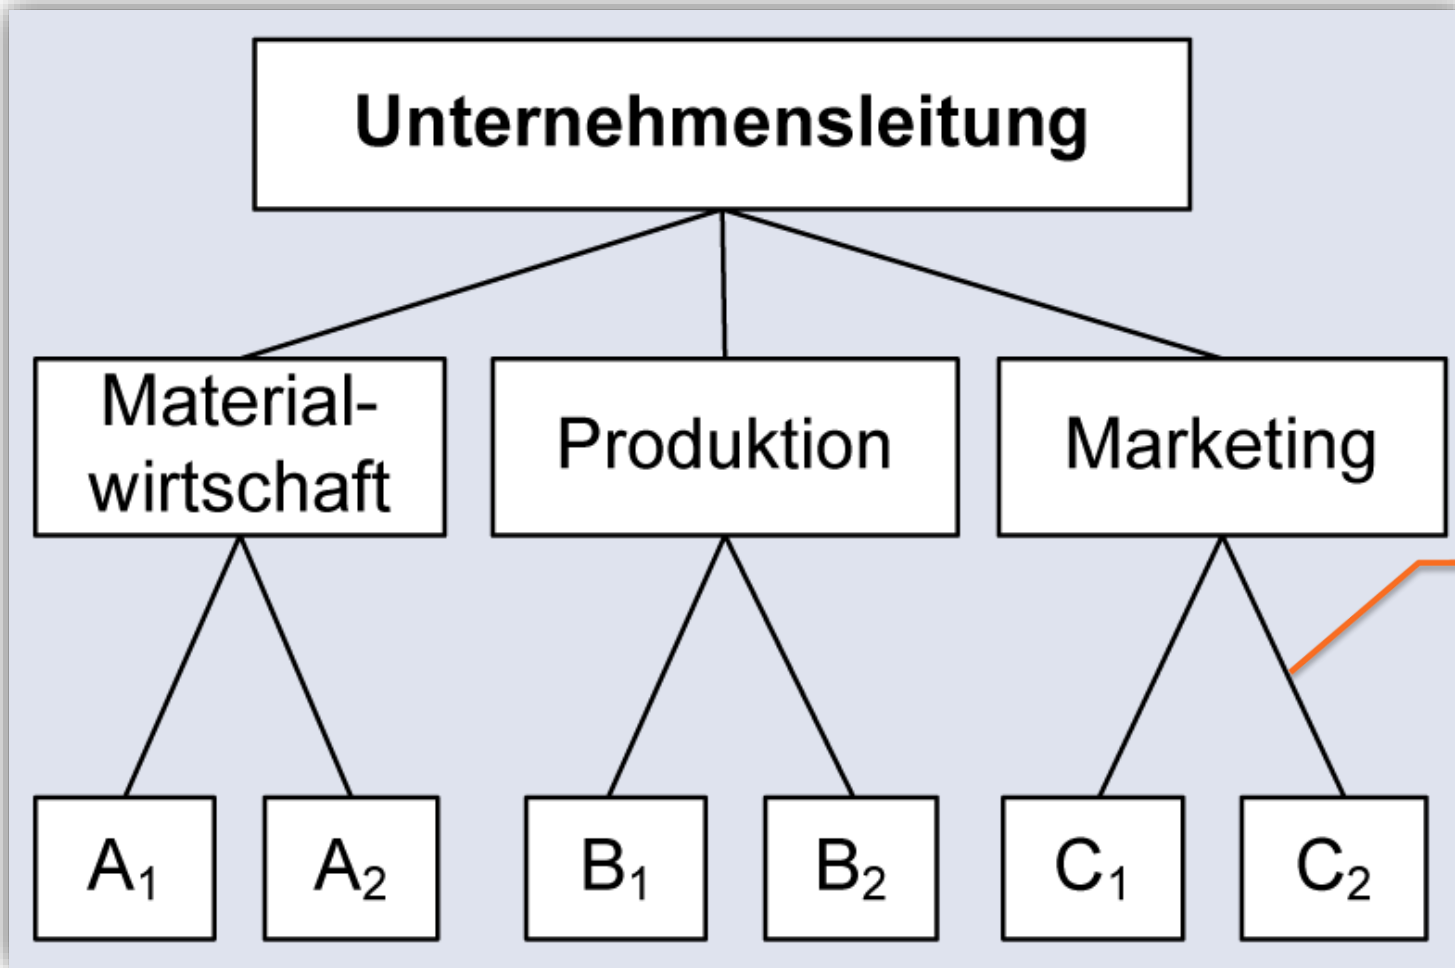 Unternehmensleitung
Material-
wirtschaft
Produktion
Marketing
A₁
A₂
B₁
B₂
C₁
C₂